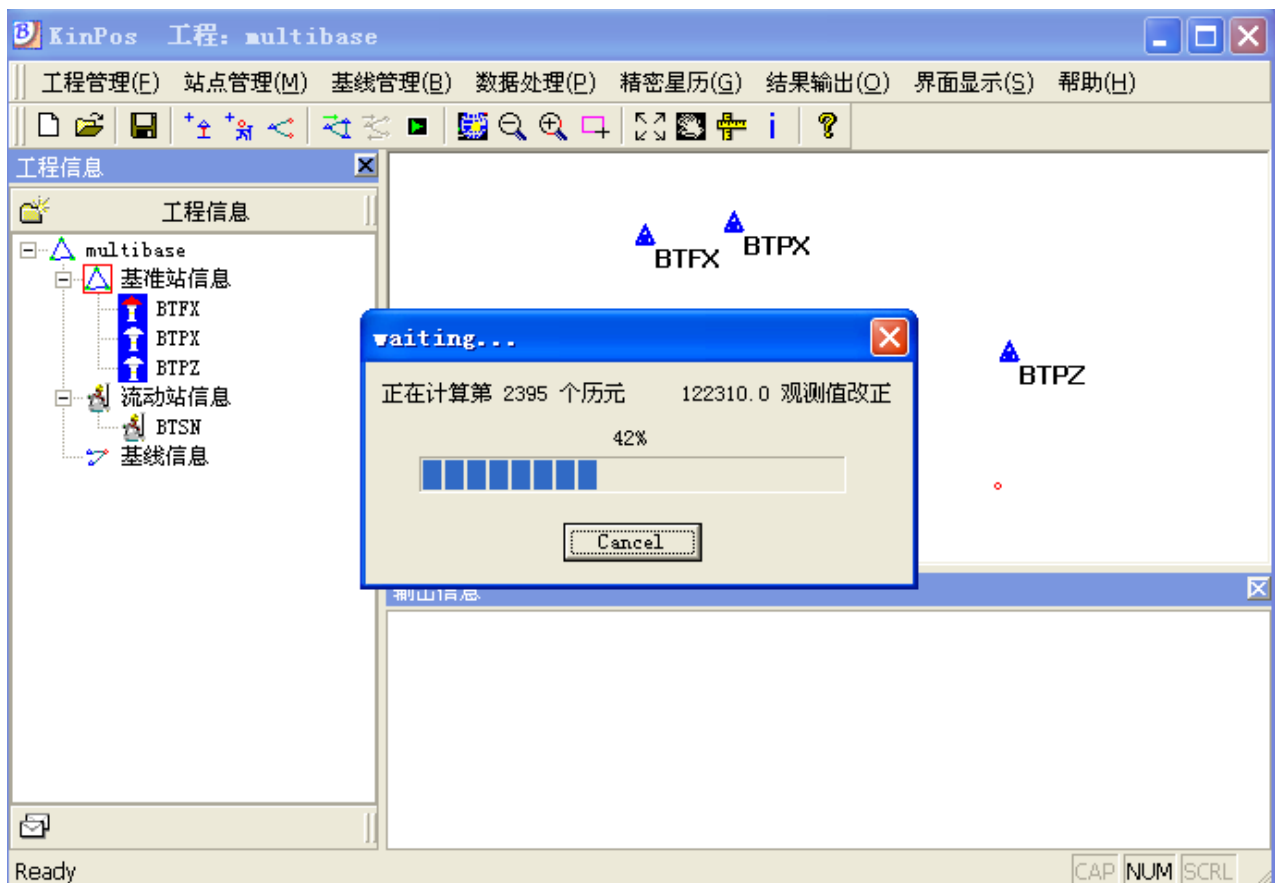 KinPos 工程: multibase
工程管理(F) 站点管理(M) 基线管理(B) 数据处理(P) 精密星历(G) 结果输出(O) 界面显示(S) 帮助(H)
工程信息
工程信息
multibase
基准站信息
BTFX
BTPX
BTPZ
流动站信息
BTSN
基线信息
BTFX
BTPX
BTPZ
waiting...
正在计算第 2395 个历元 122310.0 观测值改正
42%
Cancel
输出信息
Ready
CAP NUM SCRL